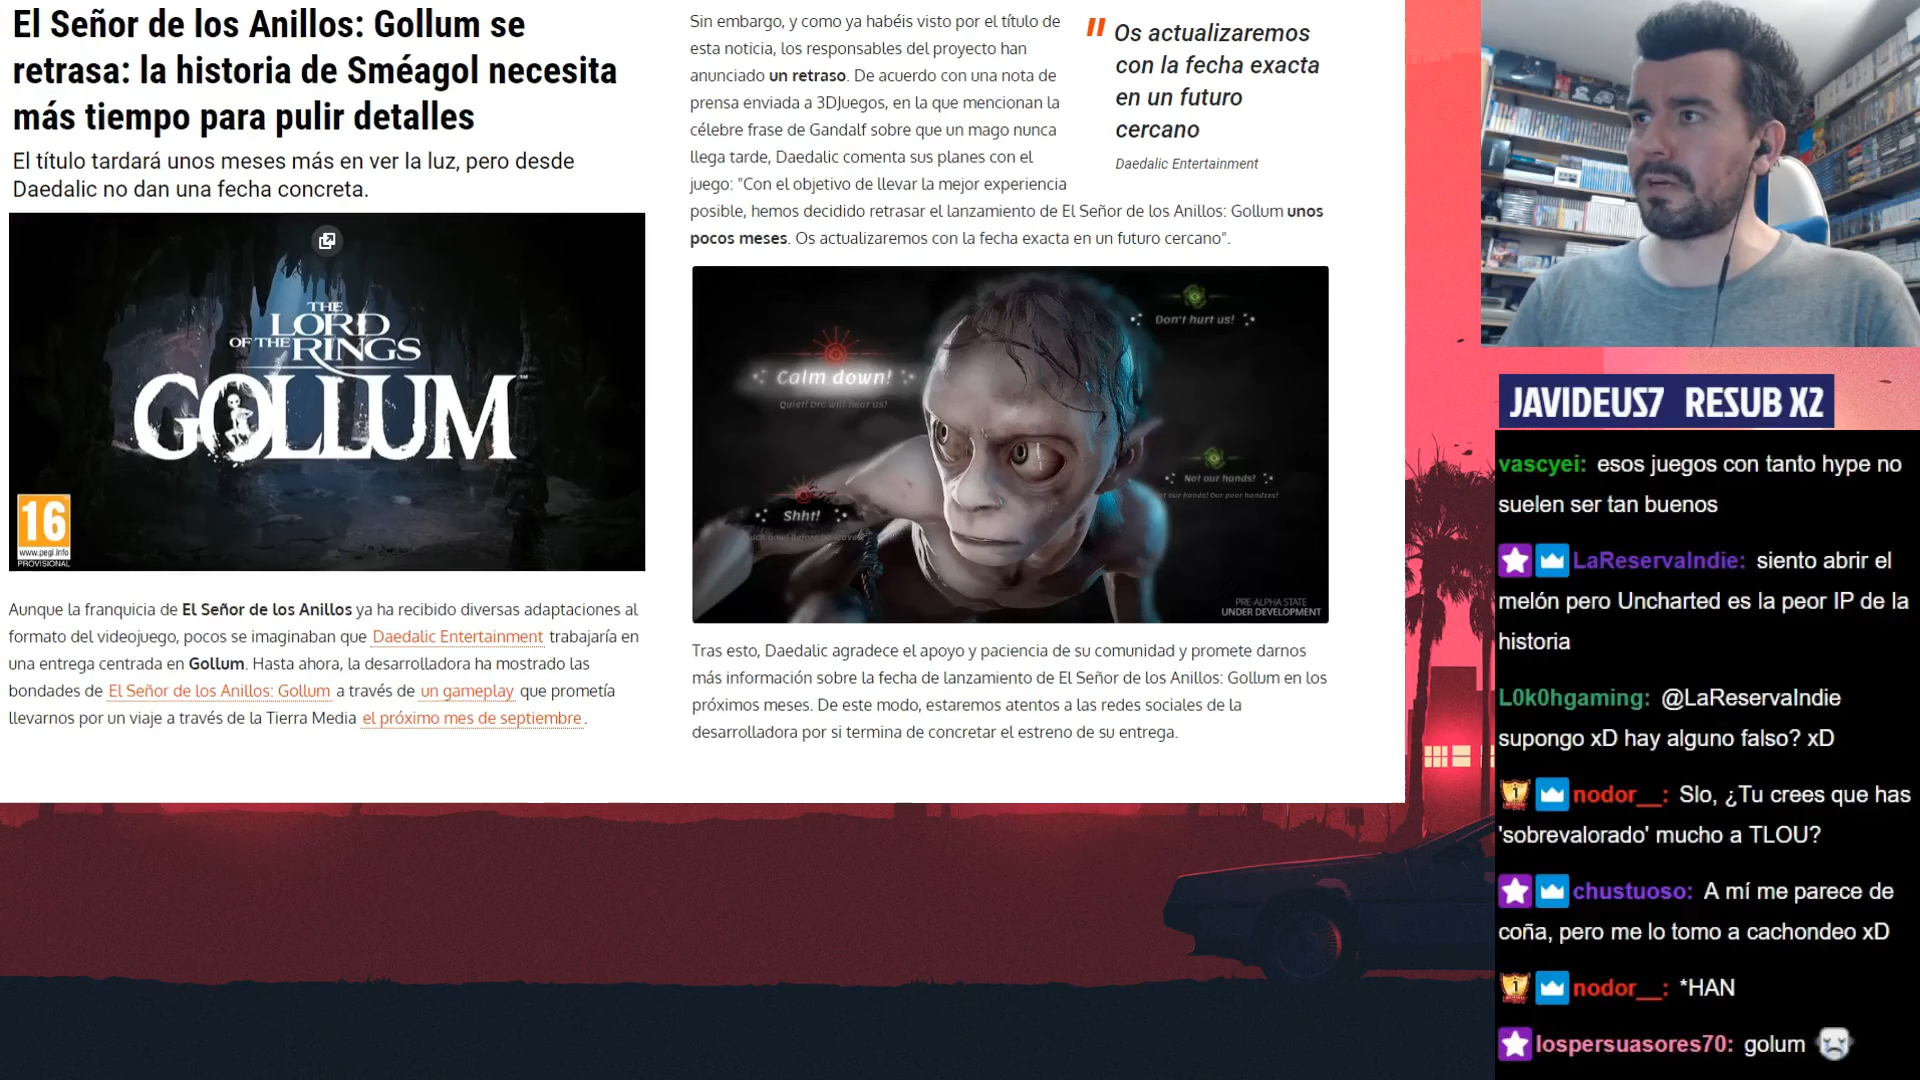 El Señor de los Anillos: Gollum se
retrasa: la historia de Sméagol necesita
más tiempo para pulir detalles
El título tardará unos meses más en ver la luz, pero desde
Daedalic no dan una fecha concreta.
THE
LORD
OF THE RINGS
GOLLUM
16
www.pegi.info
PROVISIONAL
Aunque la franquicia de El Señor de los Anillos ya ha recibido diversas adaptaciones al
formato del videojuego, pocos se imaginaban que Daedalic Entertainment trabajaría en
una entrega centrada en Gollum. Hasta ahora, la desarrolladora ha mostrado las
bondades de El Señor de los Anillos: Gollum a través de un gameplay que prometía
llevarnos por un viaje a través de la Tierra Media el próximo mes de septiembre.
Sin embargo, y como ya habéis visto por el título de
esta noticia, los responsables del proyecto han
anunciado un retraso. De acuerdo con una nota de
prensa enviada a 3DJuegos, en la que mencionan la
célebre frase de Gandalf sobre que un mago nunca
llega tarde, Daedalic comenta sus planes con el
juego: "Con el objetivo de llevar la mejor experiencia
posible, hemos decidido retrasar el lanzamiento de El Señor de los Anillos: Gollum unos
pocos meses. Os actualizaremos con la fecha exacta en un futuro cercano".
" Os actualizaremos
con la fecha exacta
en un futuro
cercano
Daedalic Entertainment
Don't hurt us!
Calm down!
Quiet! Orc will hear us!
Not our hands!
our hands! Our poor handses!
Shht!
PRE-ALPHA STATE
UNDER DEVELOPMENT
Tras esto, Daedalic agradece el apoyo y paciencia de su comunidad y promete darnos
más información sobre la fecha de lanzamiento de El Señor de los Anillos: Gollum en los
próximos meses. De este modo, estaremos atentos a las redes sociales de la
desarrolladora por si termina de concretar el estreno de su entrega.
JAVIDEUS7 RESUB X2
vascyei: esos juegos con tanto hype no
suelen ser tan buenos
LaReservaIndie: siento abrir el
melón pero Uncharted es la peor IP de la
historia
L0k0hgaming: @LaReservaIndie
supongo xD hay alguno falso? xD
nodor__: Slo, ¿Tu crees que has
'sobrevalorado' mucho a TLOU?
chustuoso: A mí me parece de
coña, pero me lo tomo a cachondeo xD
nodor__: *HAN
lospersuasores70: golum